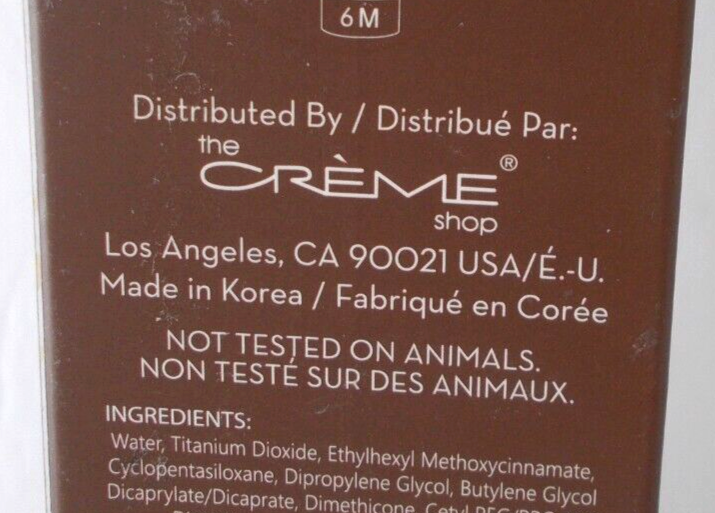 6M
Distributed By / Distribué Par:
the
CRÈME®
shop
Los Angeles, CA 90021 USA/É.-U.
Made in Korea / Fabriqué en Corée
NOT TESTED ON ANIMALS.
NON TESTÉ SUR DES ANIMAUX.
INGREDIENTS:
Water, Titanium Dioxide, Ethylhexyl Methoxycinnamate,
Cyclopentasiloxane, Dipropylene Glycol, Butylene Glycol
Dicaprylate/Dicaprate, Dimethicone, Cetyl